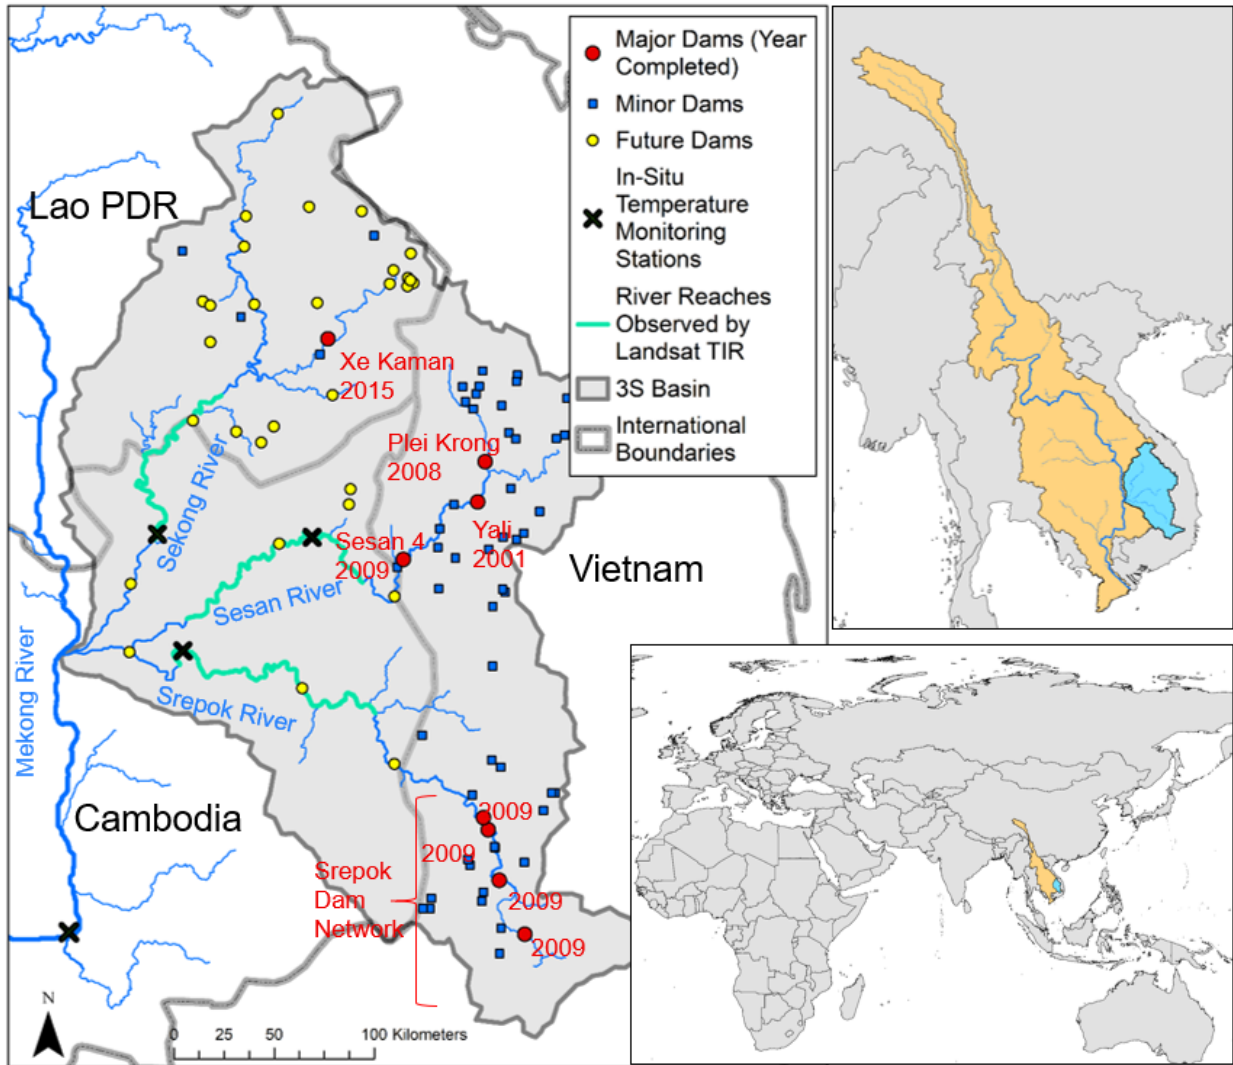 Major Dams (Year
Completed)
Minor Dams
Future Dams
In-Situ
Temperature
Monitoring
Stations
River Reaches
Observed by
Landsat TIR
3S Basin
International
Boundaries
Lao PDR
Xe Kaman
2015
Plei Krong
2008
Sekong River
Sesan 4
2009
Yali
2001
Vietnam
Sesan River
Mekong River
Srepok River
Cambodia
2009
2009
Srepok
Dam
Network
2009
2009
N
0 25 50 100 Kilometers